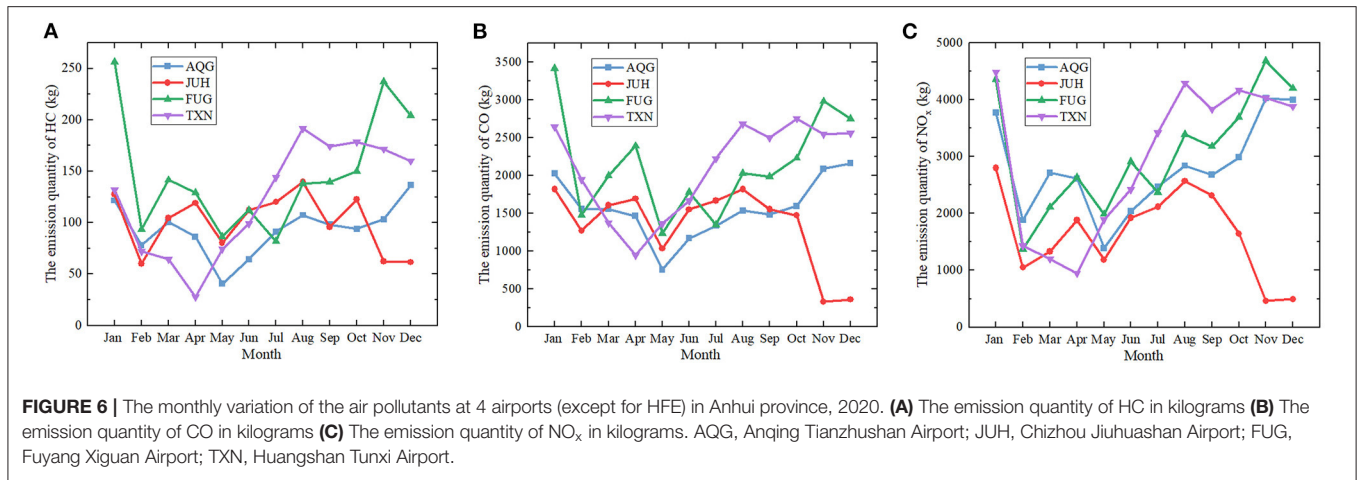 A
The emission quantity of HC (kg)
250
200
150
100
50
0
AQG
JUH
FUG
TXN
Jan Feb Mar Apr May Jun Jul Aug Sep Oct Nov Dec
Month
B
The emission quantity of CO (kg)
3500
3000
2500
2000
1500
1000
500
0
AQG
JUH
FUG
TXN
Jan Feb Mar Apr May Jun Jul Aug Sep Oct Nov Dec
Month
C
The emission quantity of NOx (kg)
5000
4000
3000
2000
1000
0
AQG
JUH
FUG
TXN
Jan Feb Mar Apr May Jun Jul Aug Sep Oct Nov Dec
Month
FIGURE 6 | The monthly variation of the air pollutants at 4 airports (except for HFE) in Anhui province, 2020. (A) The emission quantity of HC in kilograms (B) The
emission quantity of CO in kilograms (C) The emission quantity of NOx in kilograms. AQG, Anqing Tianzhushan Airport; JUH, Chizhou Jiuhuashan Airport; FUG,
Fuyang Xiguan Airport; TXN, Huangshan Tunxi Airport.